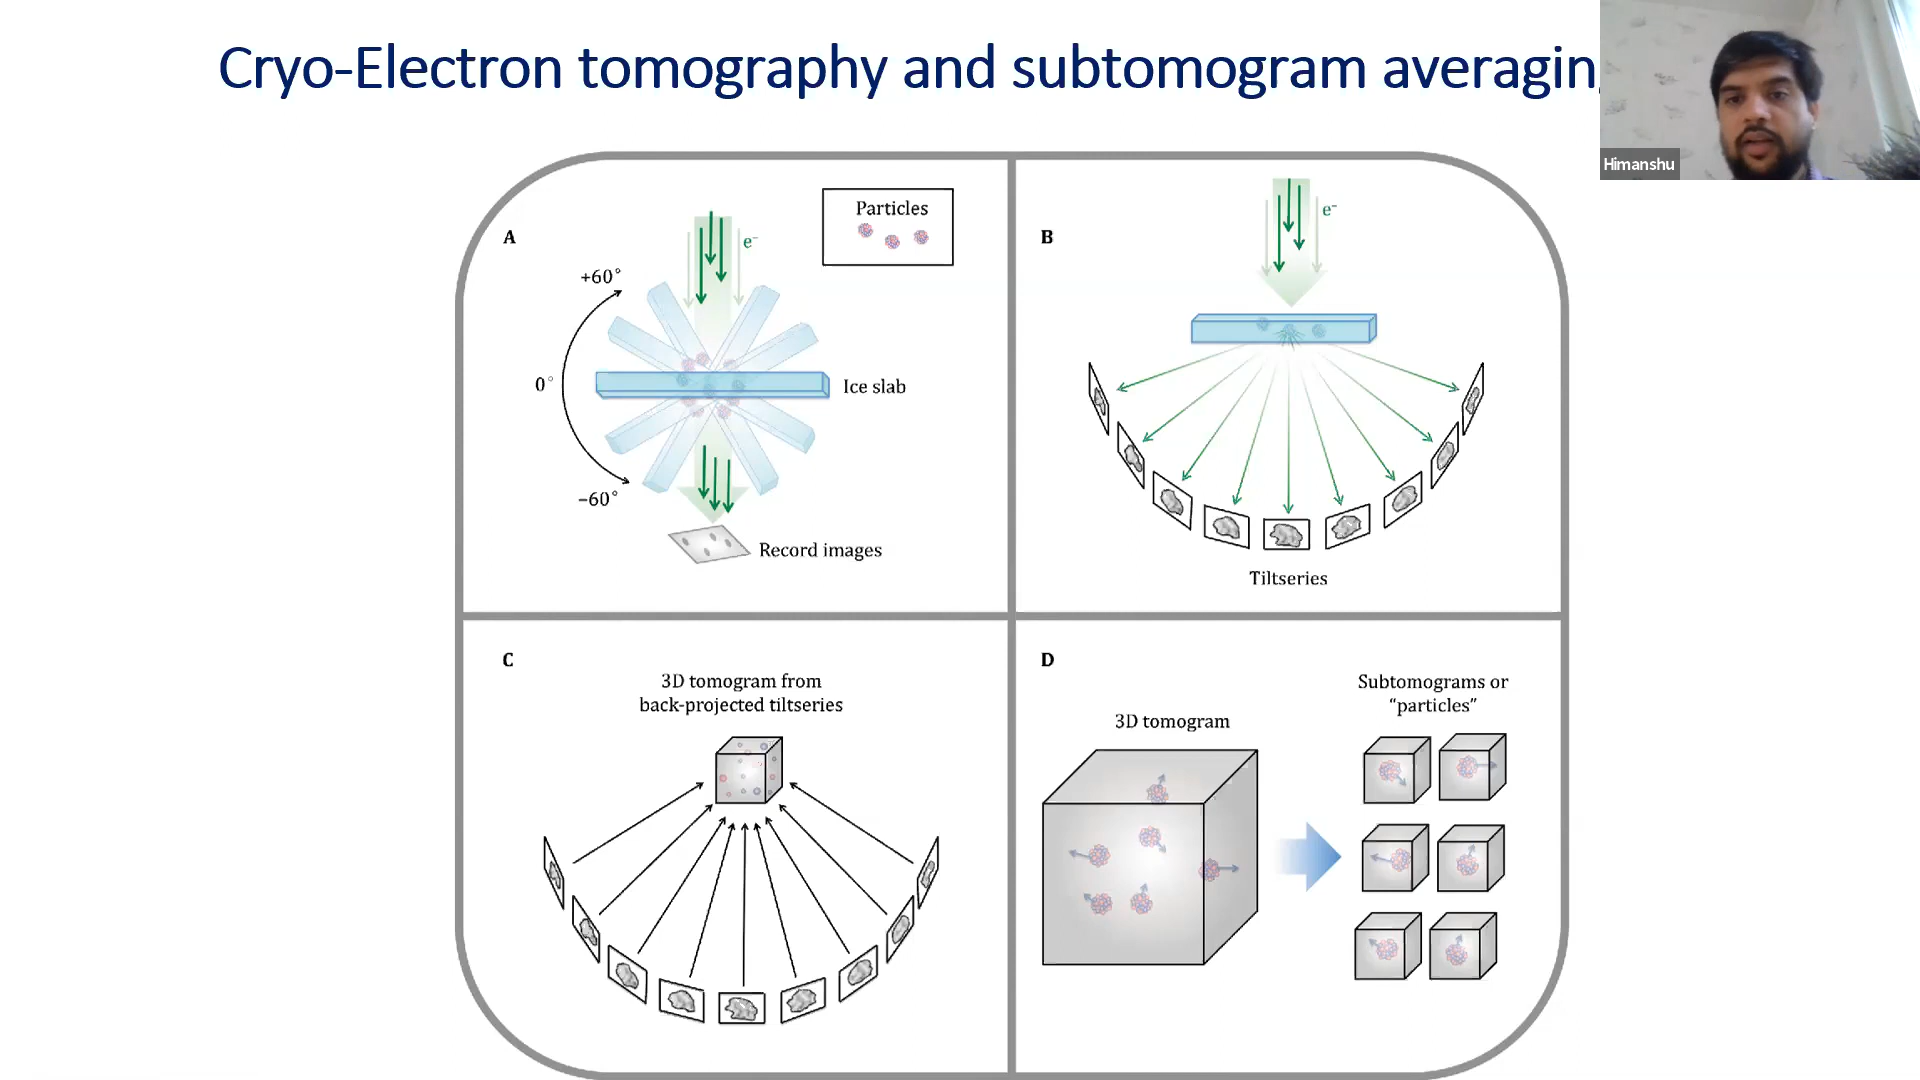 Cryo-Electron tomography and subtomogram averagin
Himanshu
A
Particles
e⁻
+60°
0°
Ice slab
−60°
Record images
B
e⁻
Tiltseries
C
3D tomogram from
back-projected tiltseries
D
3D tomogram
Subtomograms or
“particles”